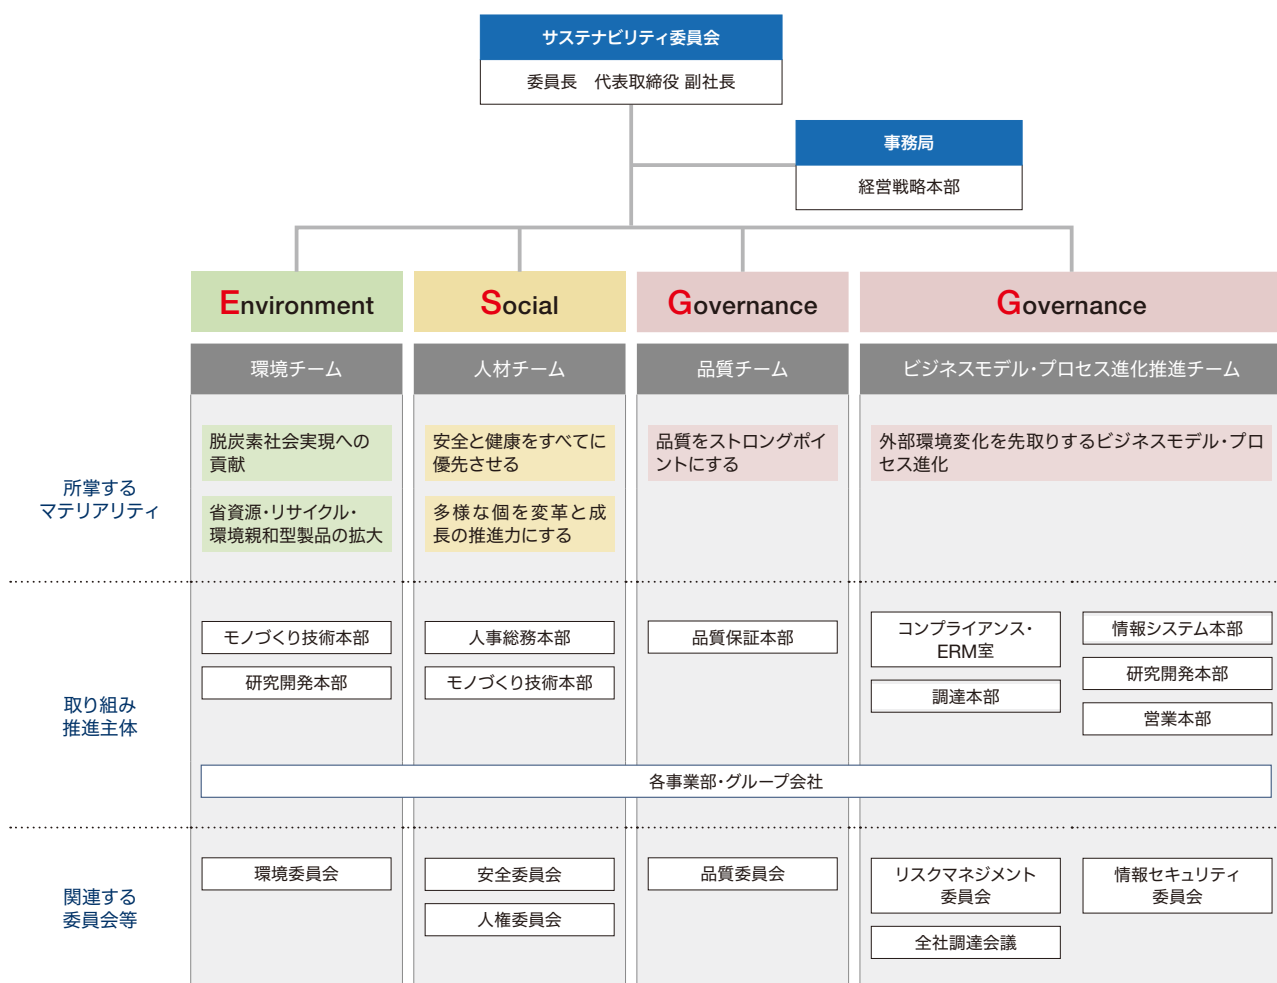 サステナビリティ委員会
委員長　代表取締役 副社長
事務局
経営戦略本部
Environment
Social
Governance
Governance
環境チーム
人材チーム
品質チーム
ビジネスモデル・プロセス進化推進チーム
所掌する
マテリアリティ
脱炭素社会実現への
貢献
省資源・リサイクル・
環境親和型製品の拡大
安全と健康をすべてに
優先させる
多様な個を変革と成
長の推進力にする
品質をストロングポイ
ントにする
外部環境変化を先取りするビジネスモデル・プロ
セス進化
取り組み
推進主体
モノづくり技術本部
研究開発本部
人事総務本部
モノづくり技術本部
品質保証本部
コンプライアンス・
ERM室
調達本部
情報システム本部
研究開発本部
営業本部
各事業部・グループ会社
関連する
委員会等
環境委員会
安全委員会
人権委員会
品質委員会
リスクマネジメント
委員会
全社調達会議
情報セキュリティ
委員会